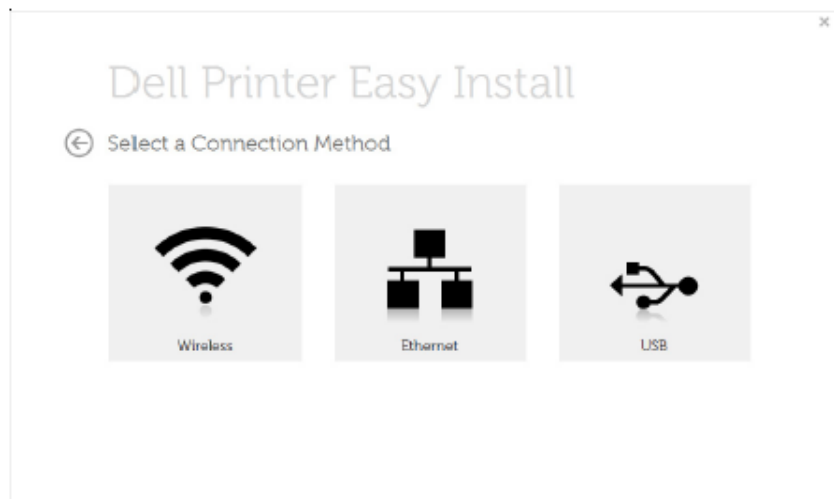 Dell Printer Easy Install
Select a Connection Method
Wireless Ethernet USB